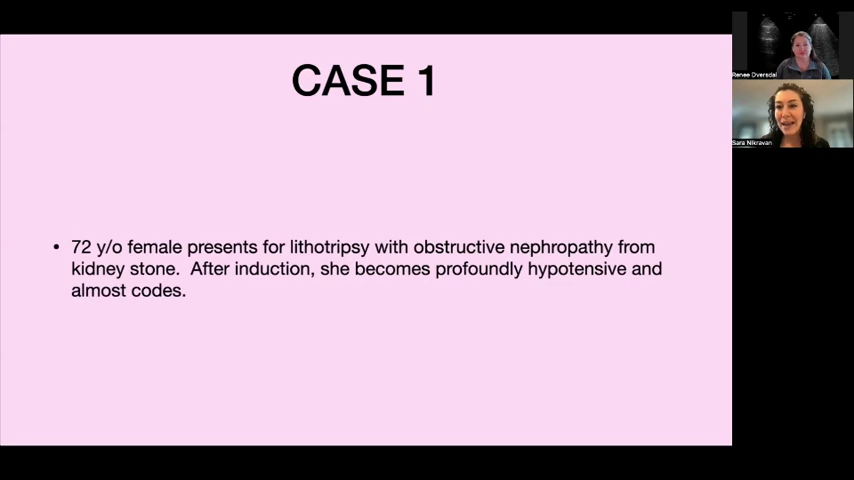 CASE 1
• 72 y/o female presents for lithotripsy with obstructive nephropathy from
kidney stone. After induction, she becomes profoundly hypotensive and
almost codes.
Renee Dversdal
Sara Nikravan